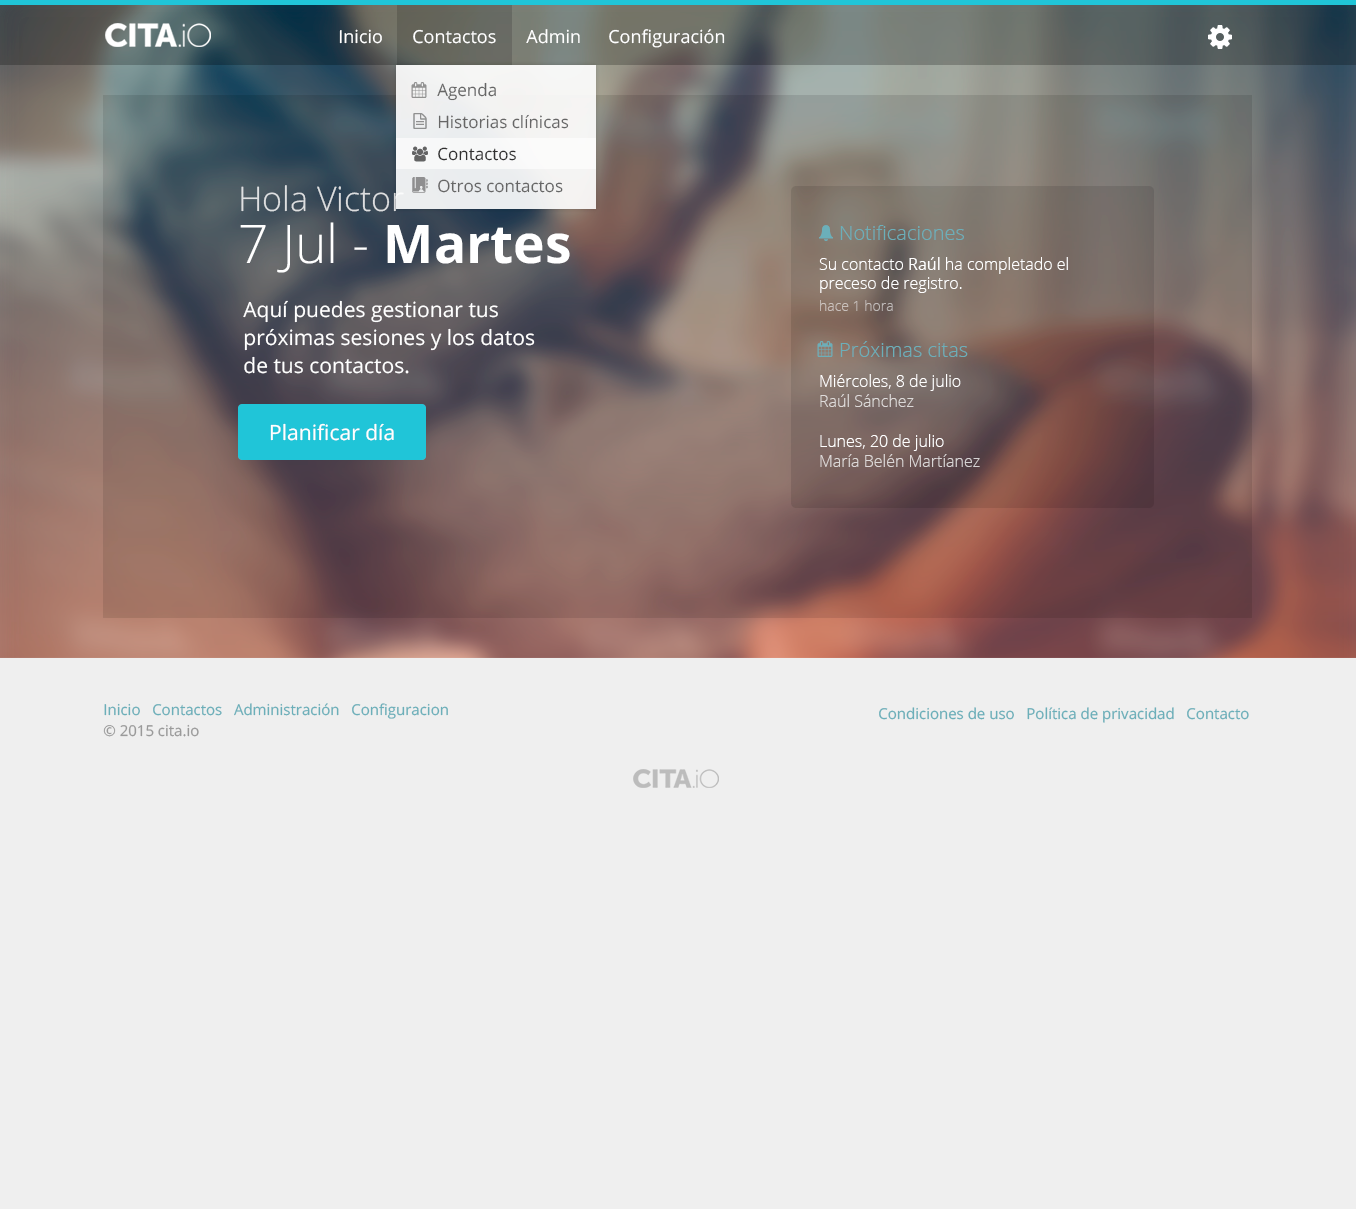 CITA.iO
Inicio Contactos Admin Configuración
Agenda
Historias clínicas
Contactos
Otros contactos
Hola Victor
7 Jul - Martes
Aquí puedes gestionar tus
próximas sesiones y los datos
de tus contactos.
Planificar día
Notificaciones
Su contacto Raúl ha completado el
preceso de registro.
hace 1 hora
Próximas citas
Miércoles, 8 de julio
Raúl Sánchez
Lunes, 20 de julio
María Belén Martíanez
Inicio Contactos Administración Configuracion
© 2015 cita.io
Condiciones de uso Política de privacidad Contacto
CITA.iO